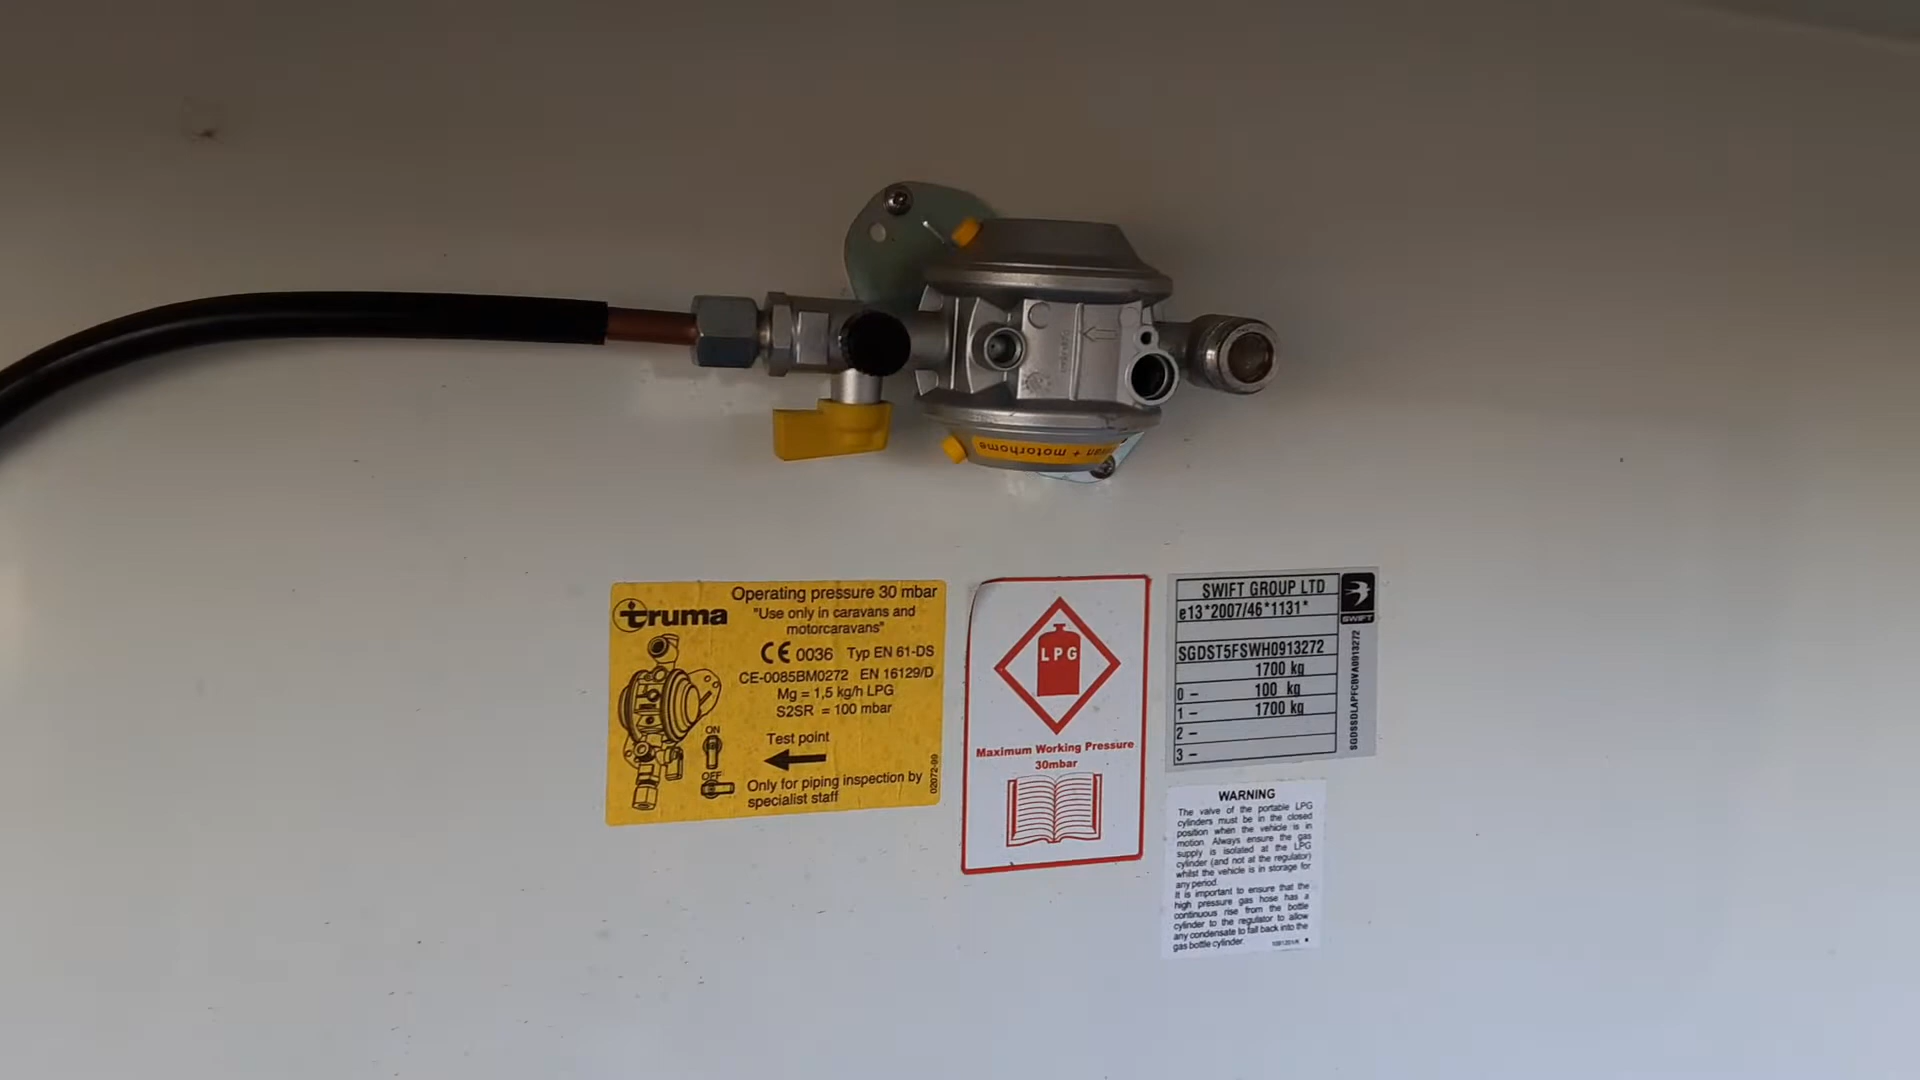 + motorhome
truma
Operating pressure 30 mbar
"Use only in caravans and
motorcaravans"
CE 0036 Typ EN 61-DS
CE-0085BM0272 EN 16129/D
Mg = 1,5 kg/h LPG
S2SR = 100 mbar
Test point
ON
OFF
Only for piping inspection by
specialist staff
02072-00
LPG
Maximum Working Pressure
30mbar
SWIFT GROUP LTD
e13*2007/46*1131*
SGDST5FSWH0913272
1700 kg
0 – 100 kg
1 – 1700 kg
2 –
3 –
SWIFT
WARNING
The valve of the portable LPG
cylinders must be in the closed
position when the vehicle is in
motion. Always ensure the gas
supply is isolated at the LPG
cylinder (and not at the regulator)
whilst the vehicle is in storage for
any period.
It is important to ensure that the
high pressure gas hose has a
continuous rise from the bottle
cylinder to the regulator to allow
any condensate to fall back into the
gas bottle cylinder.